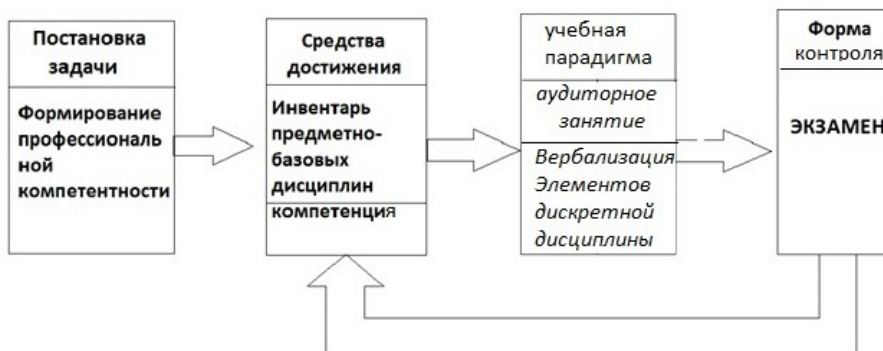 Постановка
задачи
Формирование
профессиональ
ной
компетентности
Средства
достижения
Инвентарь
предметно-
базовых
дисциплин
компетенция
учебная
парадигма
аудиторное
занятие
Вербализация
Элементов
дискретной
дисциплины
Форма
контроля
ЭКЗАМЕН